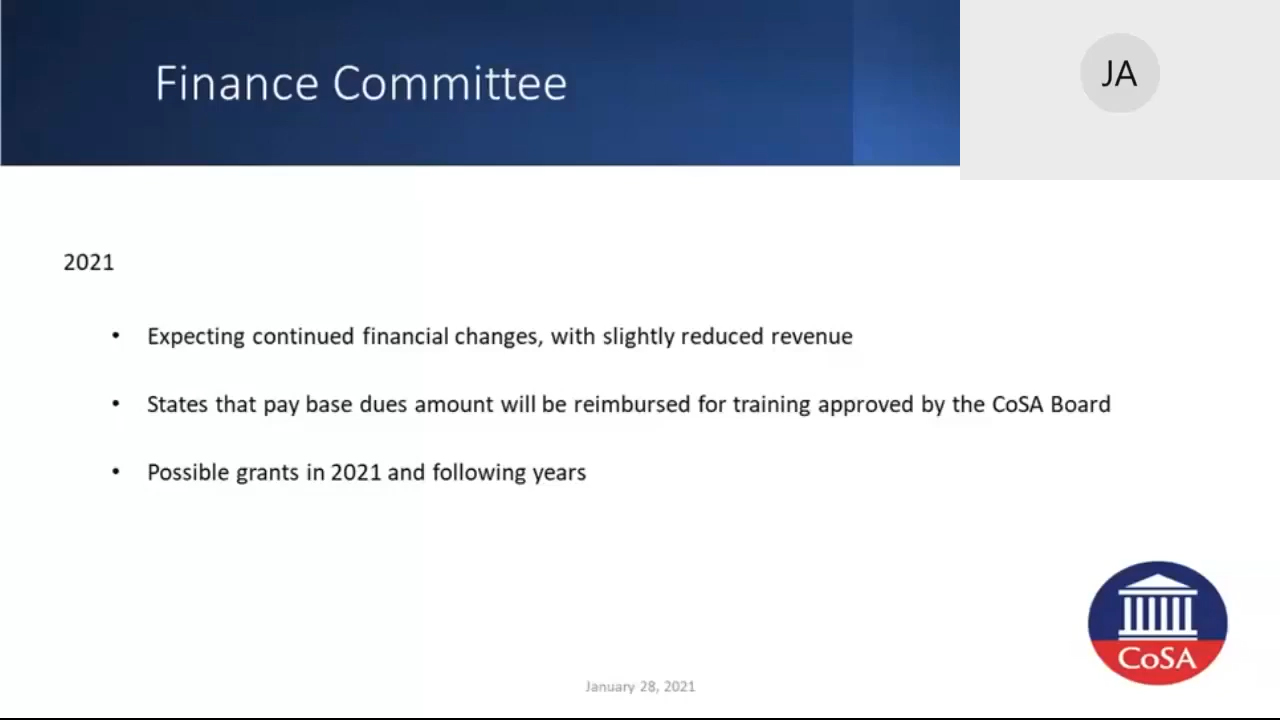 Finance Committee
JA
2021
• Expecting continued financial changes, with slightly reduced revenue
• States that pay base dues amount will be reimbursed for training approved by the CoSA Board
• Possible grants in 2021 and following years
CoSA
January 28, 2021